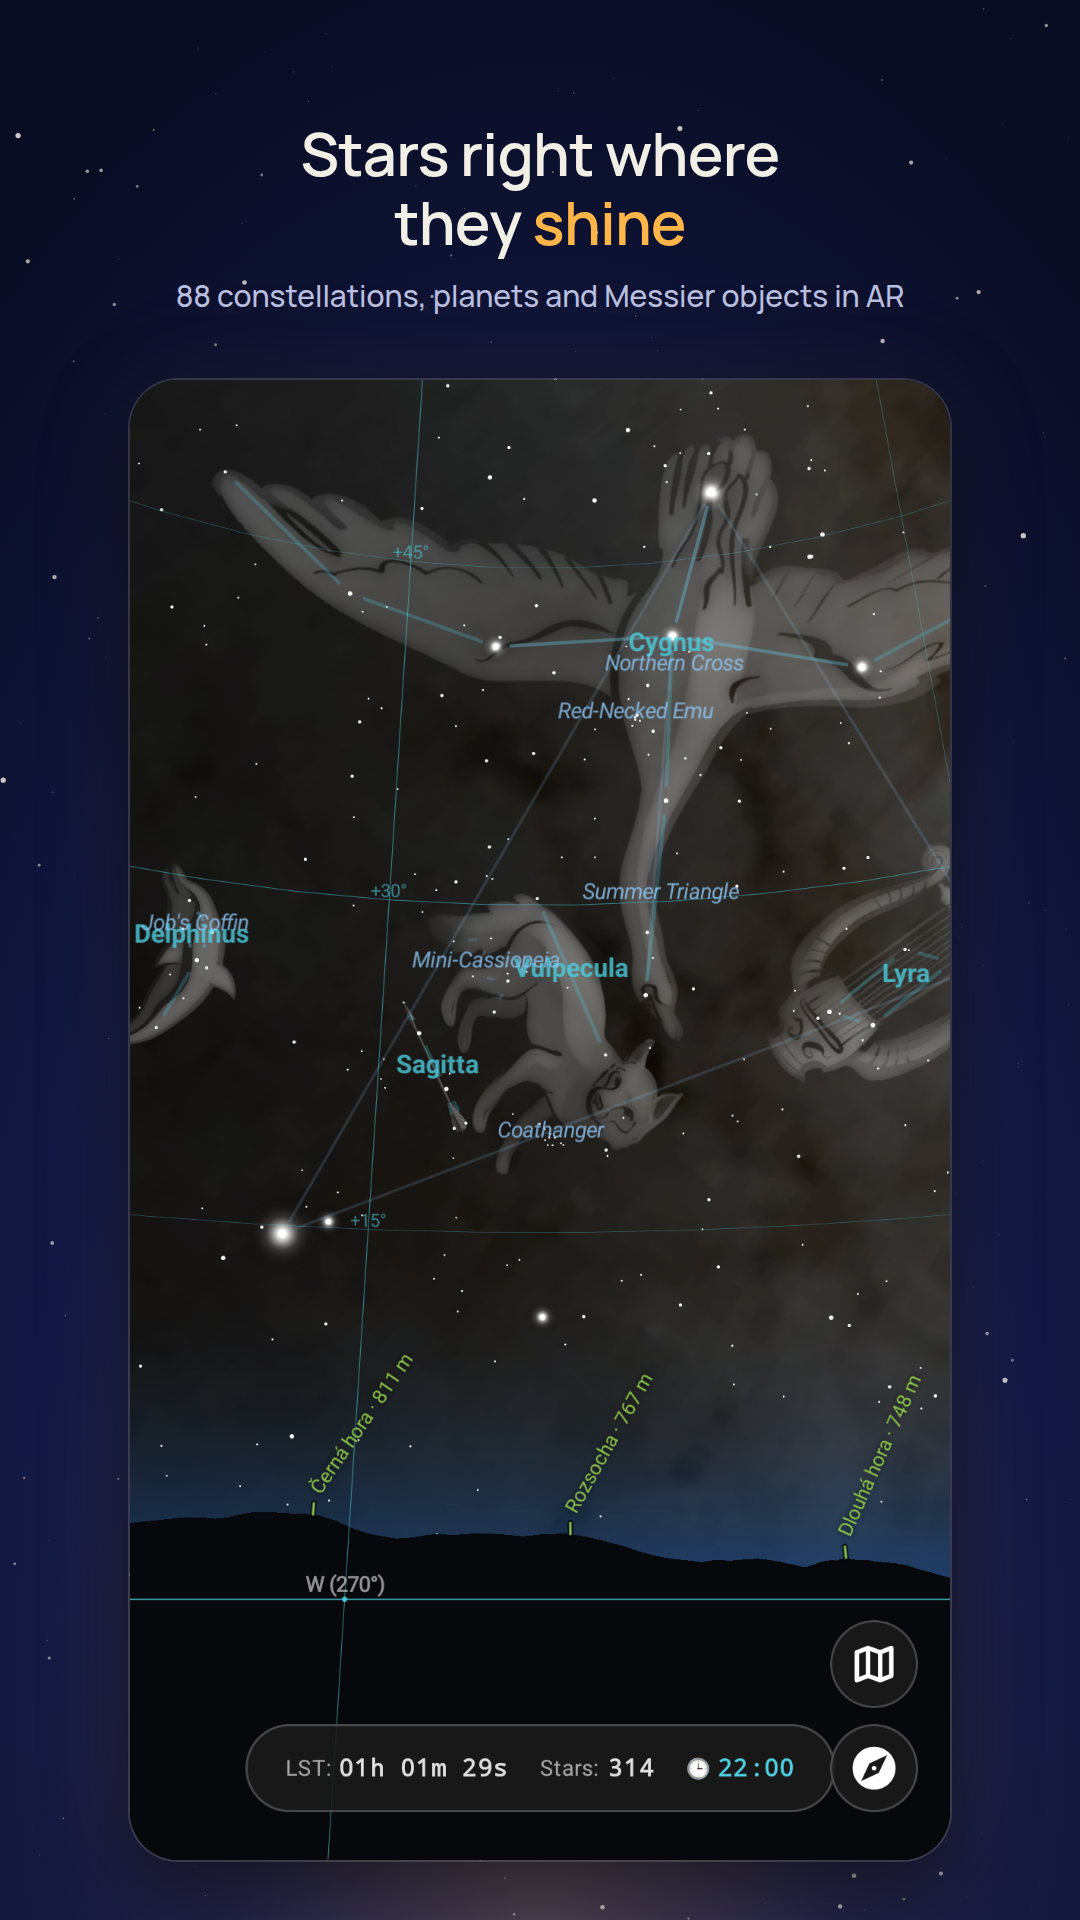 Stars right where
they shine
88 constellations, planets and Messier objects in AR
+45°
Cygnus
Northern Cross
Red-Necked Emu
+30°
Summer Triangle
Job's Coffin
Delphinus
Mini-Cassiopeia
Vulpecula
Lyra
Sagitta
Coathanger
+15°
Černá hora · 811 m
Rozsocha · 767 m
Dlouhá hora · 748 m
W (270°)
LST: 01h 01m 29s Stars: 314 22:00